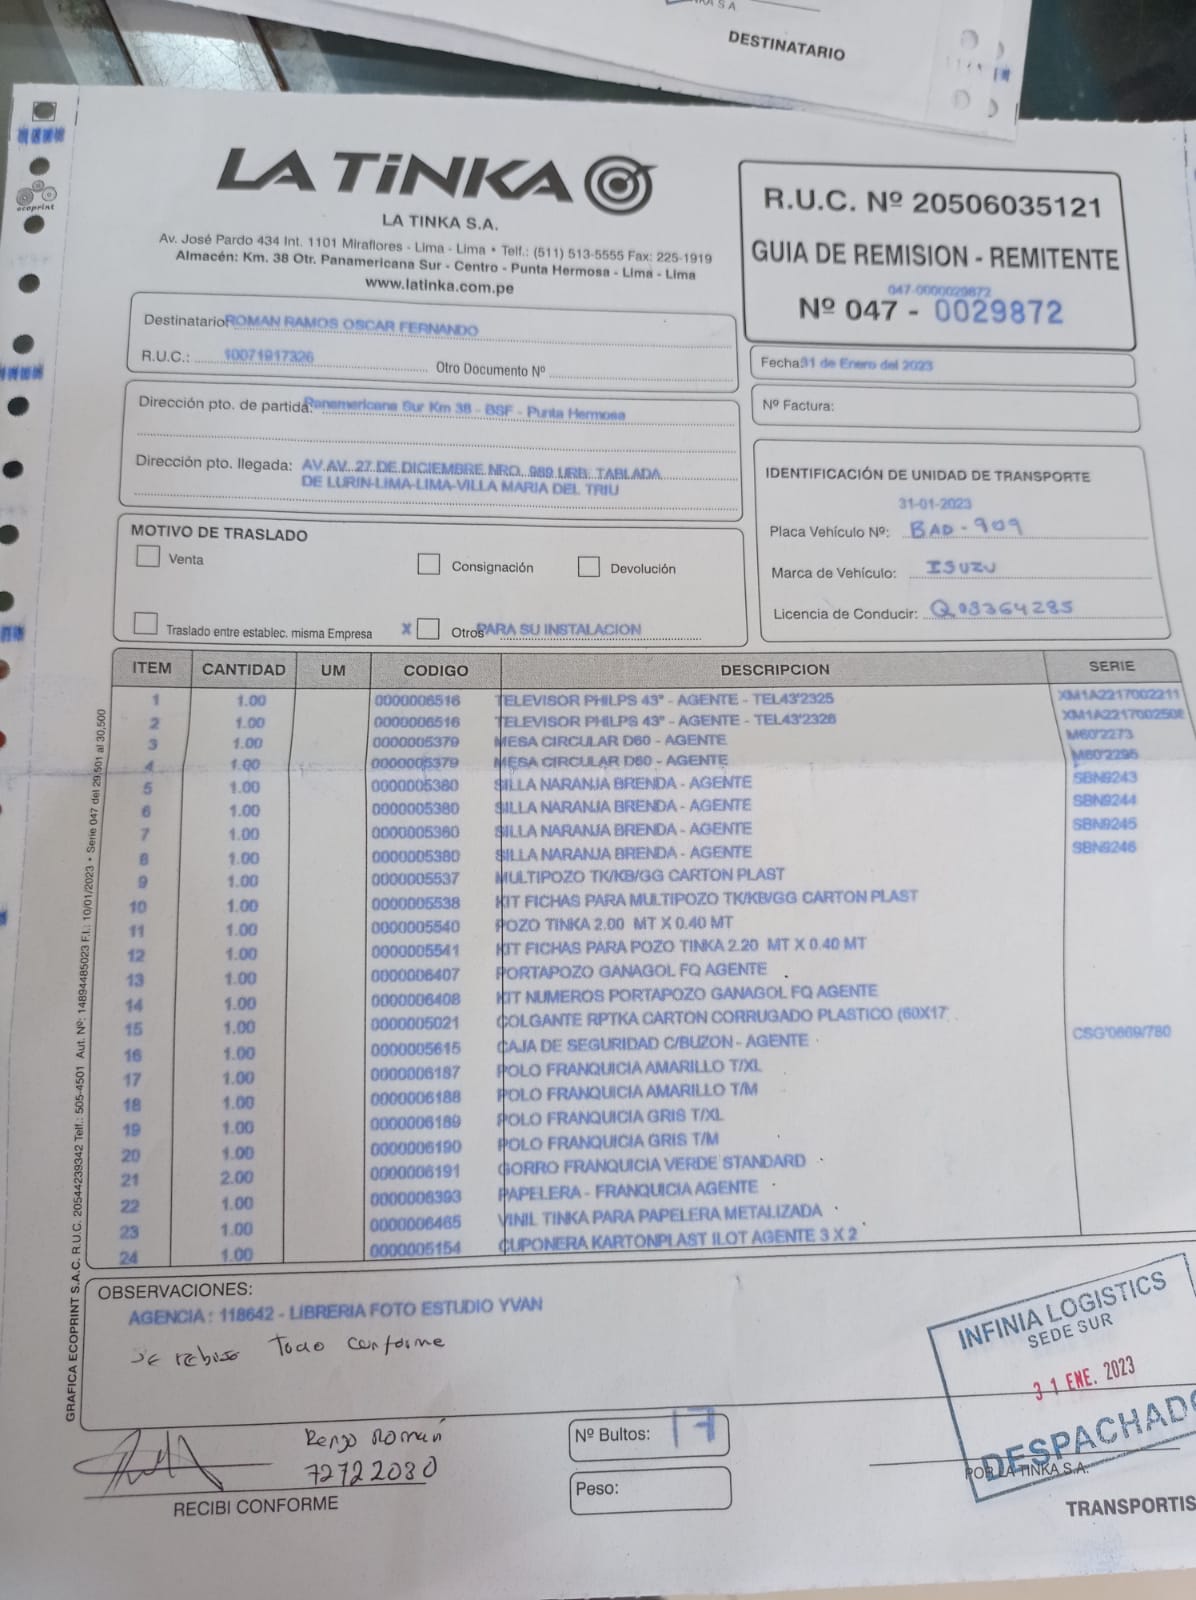 DESTINATARIO
LA TiNKA
LA TINKA S.A.
Av. José Pardo 434 Int. 1101 Miraflores - Lima - Lima • Telf.: (511) 513-5555 Fax: 225-1919
Almacén: Km. 38 Otr. Panamericana Sur - Centro - Punta Hermosa - Lima - Lima
www.latinka.com.pe
R.U.C. Nº 20506035121
GUIA DE REMISION - REMITENTE
047-0000029872
Nº 047 - 0029872
ecoprint
Destinatario ROMAN RAMOS OSCAR FERNANDO
R.U.C.: 10071917326 Otro Documento Nº
Fecha 31 de Enero del 2023
Nº Factura:
Dirección pto. de partida: Panamericana Sur Km 38 - BSF - Punta Hermosa
Dirección pto. llegada: AV.AV. 27 DE DICIEMBRE NRO. 989 URB. TABLADA
DE LURIN-LIMA-LIMA-VILLA MARIA DEL TRIU
IDENTIFICACIÓN DE UNIDAD DE TRANSPORTE
31-01-2023
Placa Vehículo Nº: BAD-909
Marca de Vehículo: ISUZU
Licencia de Conducir: Q08364285
MOTIVO DE TRASLADO
Venta Consignación Devolución
Traslado entre establec. misma Empresa X Otros PARA SU INSTALACION
ITEM CANTIDAD UM CODIGO DESCRIPCION SERIE
1 1.00 0000006516 TELEVISOR PHILPS 43" - AGENTE - TEL43'2325 XM1A2217002211
2 1.00 0000006516 TELEVISOR PHILPS 43" - AGENTE - TEL43'2326 XM1A2217002508
3 1.00 0000005379 MESA CIRCULAR D60 - AGENTE M60'2273
4 1.00 0000005379 MESA CIRCULAR D60 - AGENTE M60'2295
5 1.00 0000005380 SILLA NARANJA BRENDA - AGENTE SBN9243
6 1.00 0000005380 SILLA NARANJA BRENDA - AGENTE SBN9244
7 1.00 0000005380 SILLA NARANJA BRENDA - AGENTE SBN9245
8 1.00 0000005380 SILLA NARANJA BRENDA - AGENTE SBN9246
9 1.00 0000005537 MULTIPOZO TK/KB/GG CARTON PLAST
10 1.00 0000005538 KIT FICHAS PARA MULTIPOZO TK/KB/GG CARTON PLAST
11 1.00 0000005540 POZO TINKA 2.00 MT X 0.40 MT
12 1.00 0000005541 KIT FICHAS PARA POZO TINKA 2.20 MT X 0.40 MT
13 1.00 0000006407 PORTAPOZO GANAGOL FQ AGENTE
14 1.00 0000006408 KIT NUMEROS PORTAPOZO GANAGOL FQ AGENTE
15 1.00 0000005021 COLGANTE RPTKA CARTON CORRUGADO PLASTICO (60X17
16 1.00 0000005615 CAJA DE SEGURIDAD C/BUZON - AGENTE CSG'0669/780
17 1.00 0000006187 POLO FRANQUICIA AMARILLO T/XL
18 1.00 0000006188 POLO FRANQUICIA AMARILLO T/M
19 1.00 0000006189 POLO FRANQUICIA GRIS T/XL
20 1.00 0000006190 POLO FRANQUICIA GRIS T/M
21 2.00 0000006191 GORRO FRANQUICIA VERDE STANDARD
22 1.00 0000006393 PAPELERA - FRANQUICIA AGENTE
23 1.00 0000006465 VINIL TINKA PARA PAPELERA METALIZADA
24 1.00 0000005154 CUPONERA KARTONPLAST ILOT AGENTE 3 X 2
GRAFICA ECOPRINT S.A.C. R.U.C. 20544239342 Telf.: 505-4501 Aut. Nº: 14894485023 F.I.: 10/01/2023 • Serie 047 del 29,501 al 30,500
OBSERVACIONES:
AGENCIA : 118642 - LIBRERIA FOTO ESTUDIO YVAN
se rebiso todo conforme
INFINIA LOGISTICS
SEDE SUR
31 ENE. 2023
DESPACHADO
Renzo Román
72722080
RECIBI CONFORME
Nº Bultos: 17
Peso:
POR LA TINKA S.A.
TRANSPORTIS